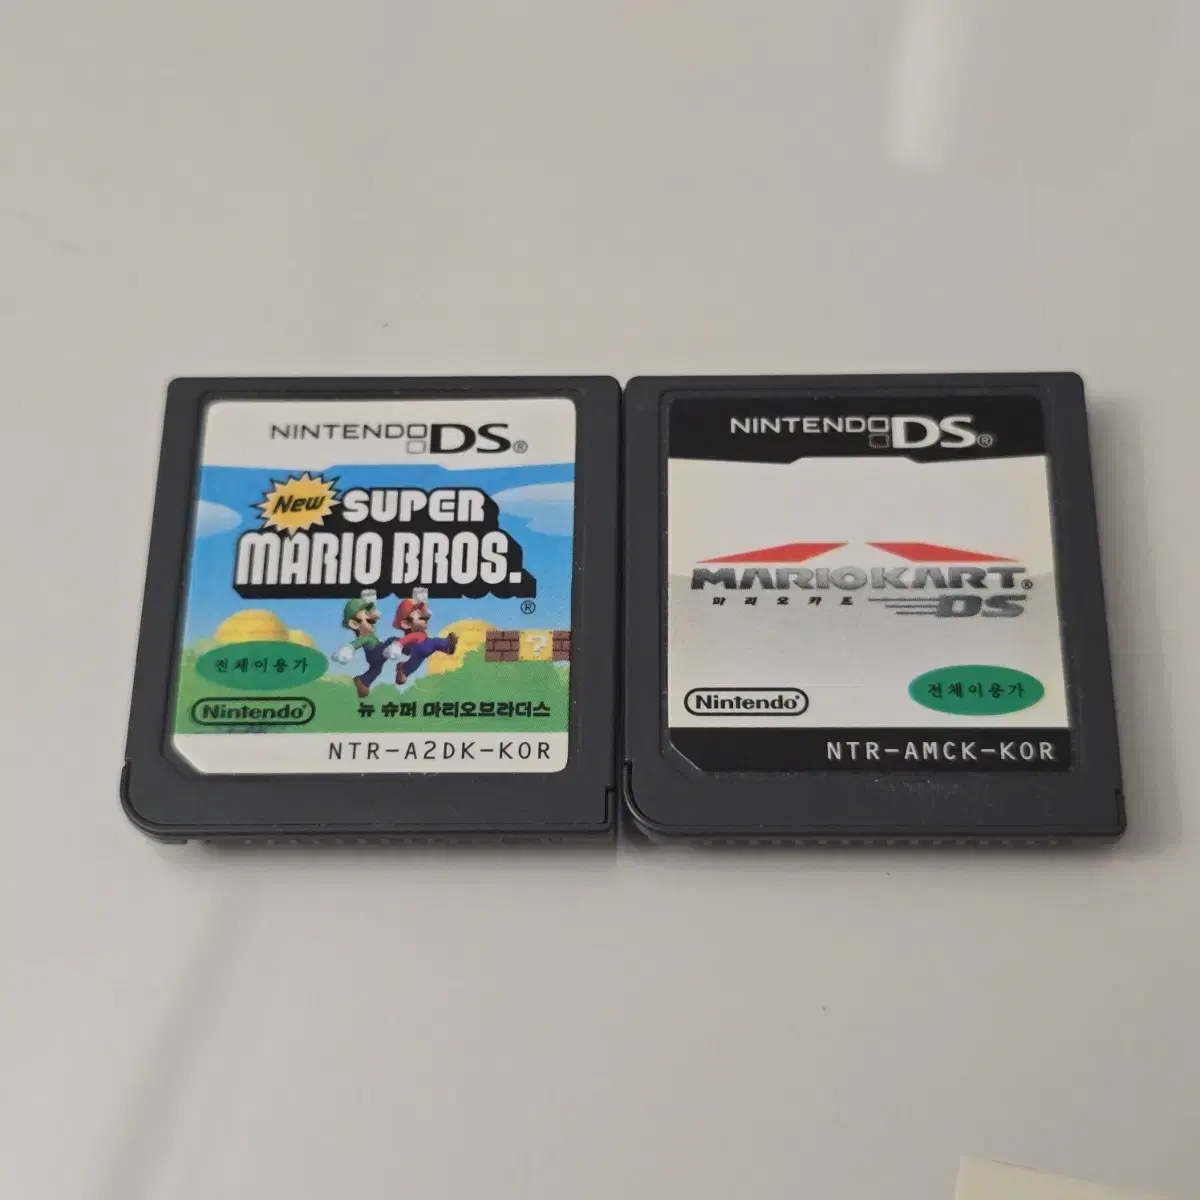 NINTENDO DS®
New SUPER
MARIO BROS.®
?
전체이용가
Nintendo®
뉴 슈퍼 마리오브라더스
NTR-A2DK-KOR
NINTENDO DS®
MARIOKART®
마리오카트 DS
전체이용가
Nintendo®
NTR-AMCK-KOR